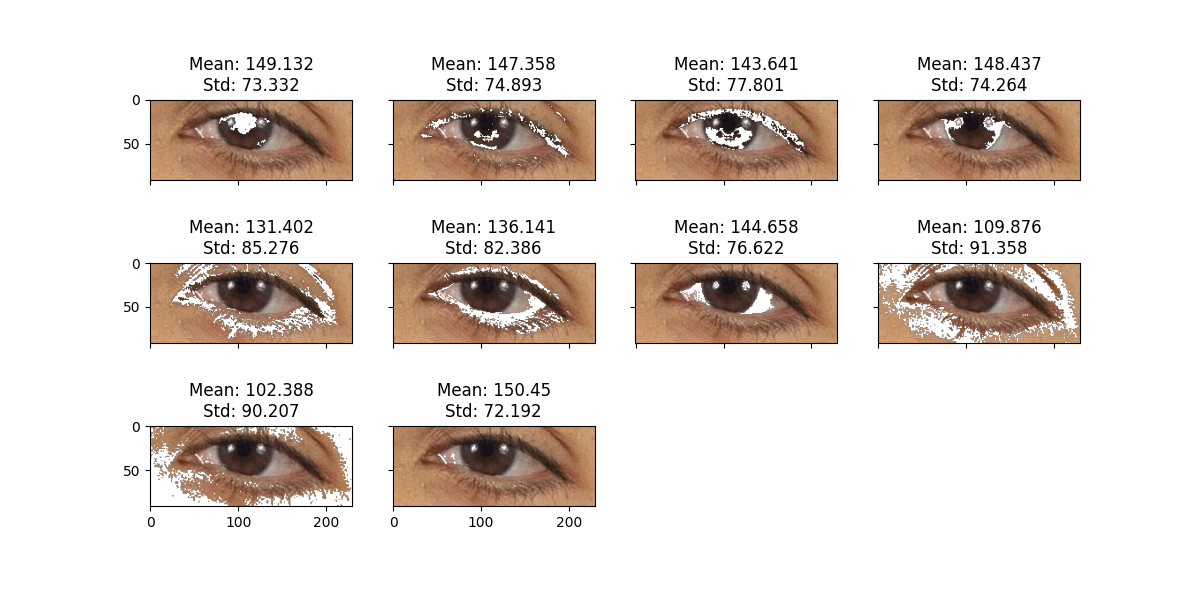 Mean: 149.132
Std: 73.332
Mean: 147.358
Std: 74.893
Mean: 143.641
Std: 77.801
Mean: 148.437
Std: 74.264
0
50
Mean: 131.402
Std: 85.276
Mean: 136.141
Std: 82.386
Mean: 144.658
Std: 76.622
Mean: 109.876
Std: 91.358
0
50
Mean: 102.388
Std: 90.207
Mean: 150.45
Std: 72.192
0
50
0 100 200
0 100 200